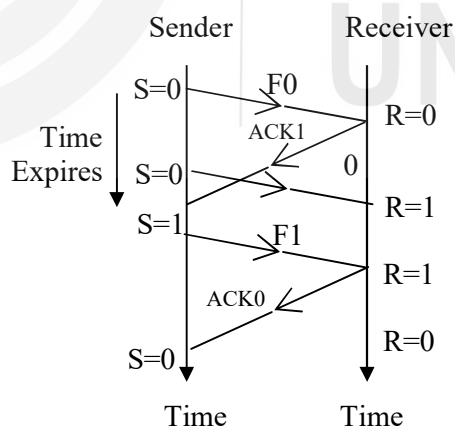 Sender Receiver
S=0 F0
R=0
ACK1
Time
Expires
0
S=0
R=1
S=1
F1
R=1
ACK0
R=0
S=0
Time Time
UN